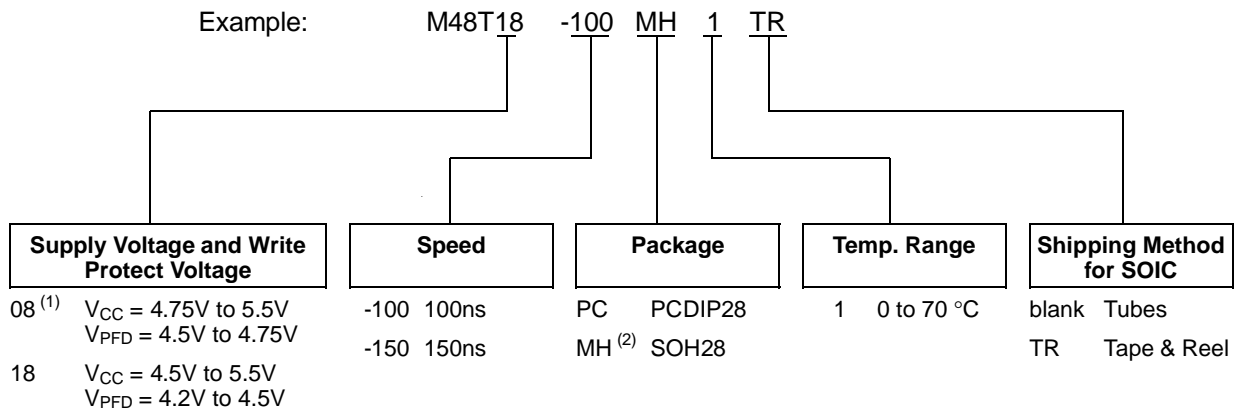 Example: M48T18 -100 MH 1 TR
Supply Voltage and Write
Protect Voltage
08 (1) VCC = 4.75V to 5.5V
VPFD = 4.5V to 4.75V
18 VCC = 4.5V to 5.5V
VPFD = 4.2V to 4.5V
Speed
-100 100ns
-150 150ns
Package
PC PCDIP28
MH (2) SOH28
Temp. Range
1 0 to 70 °C
Shipping Method
for SOIC
blank Tubes
TR Tape & Reel